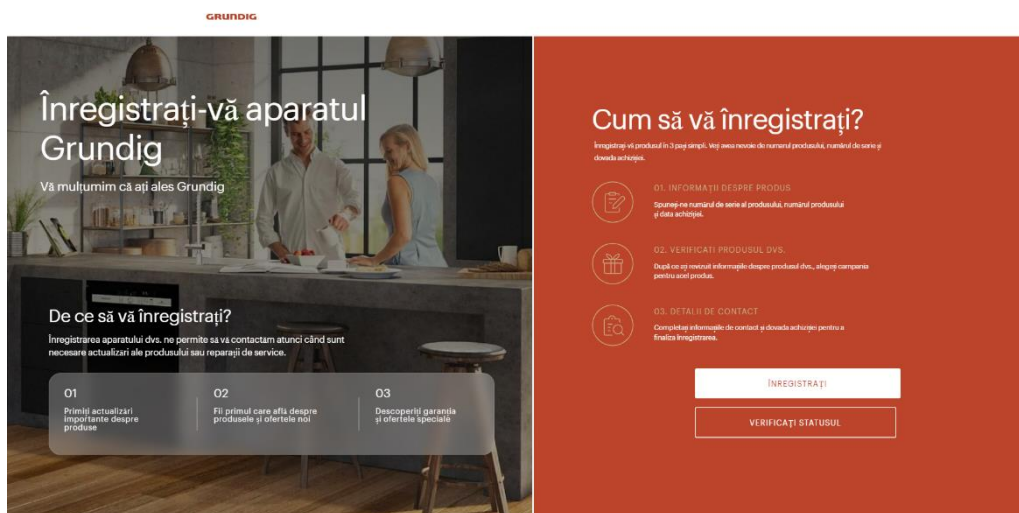 GRUNDIG
Înregistrați-vă aparatul
Grundig
Vă mulțumim că ați ales Grundig
De ce să vă înregistrați?
Înregistrarea aparatului dvs. ne permite să vă contactăm atunci când sunt
necesare actualizări ale produsului sau reparații de service.
01
Primiți actualizări
importante despre
produse
02
Fii primul care află despre
produsele și ofertele noi
03
Descoperiți garanția
și ofertele speciale
Cum să vă înregistrați?
Înregistrați-vă produsul în 3 pași simpli. Veți avea nevoie de numarul produsului, numărul de serie și
dovada achiziției.
01. INFORMAȚII DESPRE PRODUS
Spuneți-ne numărul de serie al produsului, numărul produsului
și data achiziției.
02. VERIFICATI PRODUSUL DVS.
După ce ați revizuit informațiile despre produsul dvs., alegeți campania
pentru acel produs.
03. DETALII DE CONTACT
Completați informațiile de contact și dovada achiziției pentru a
finaliza înregistrarea.
ÎNREGISTRAȚI
VERIFICAȚI STATUSUL